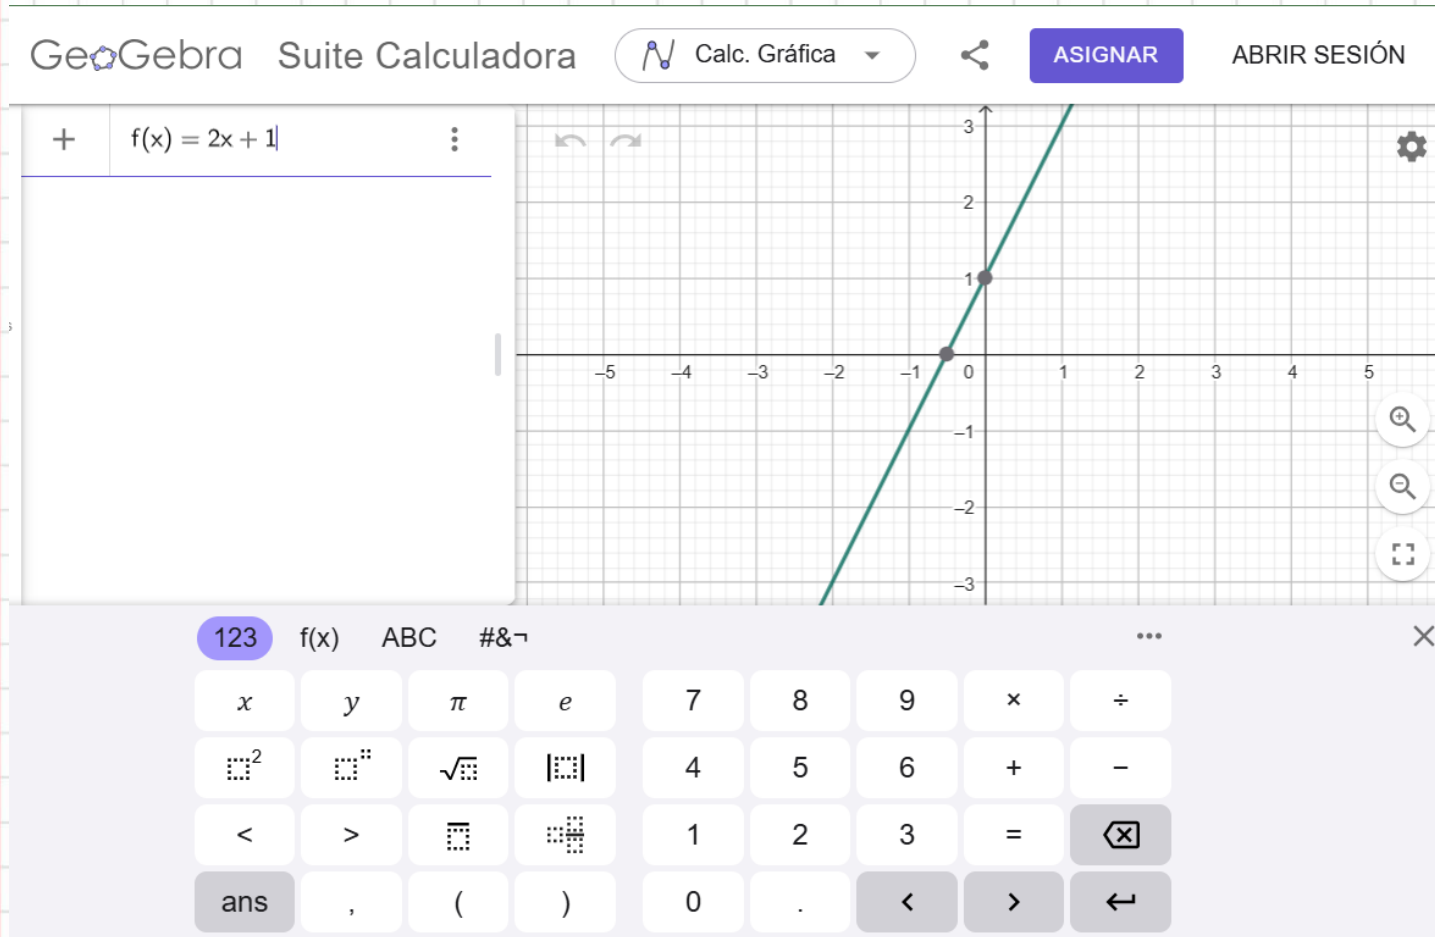 GeoGebra Suite Calculadora Calc. Gráfica ASIGNAR ABRIR SESIÓN
+ f(x) = 2x + 1
3
2
1
–5 –4 –3 –2 –1 0 1 2 3 4 5
–1
–2
–3
123 f(x) ABC #&¬ ...
x y π e 7 8 9 × ÷
² √ | | 4 5 6 + −
< > 1 2 3 =
ans , ( ) 0 . < >